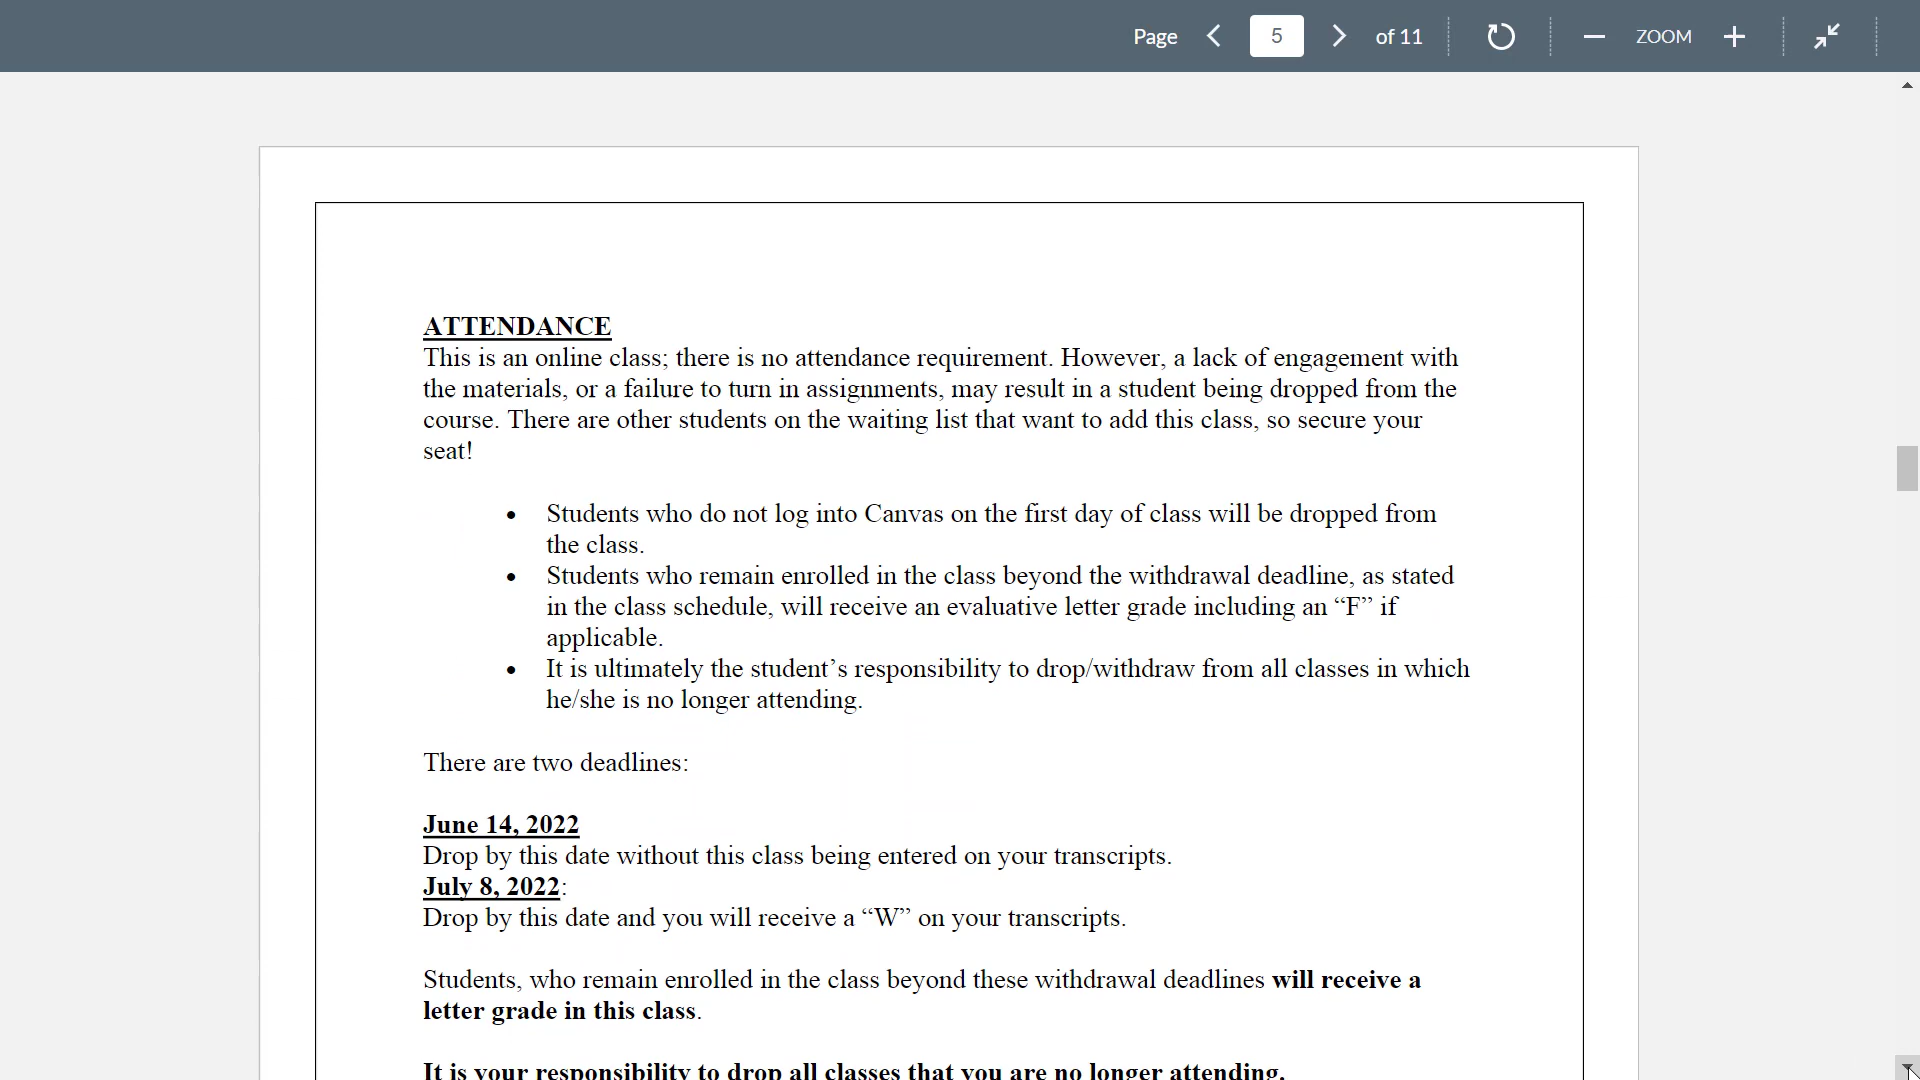 Page 5 of 11 ZOOM
ATTENDANCE
This is an online class; there is no attendance requirement. However, a lack of engagement with
the materials, or a failure to turn in assignments, may result in a student being dropped from the
course. There are other students on the waiting list that want to add this class, so secure your
seat!
• Students who do not log into Canvas on the first day of class will be dropped from
the class.
• Students who remain enrolled in the class beyond the withdrawal deadline, as stated
in the class schedule, will receive an evaluative letter grade including an “F” if
applicable.
• It is ultimately the student’s responsibility to drop/withdraw from all classes in which
he/she is no longer attending.
There are two deadlines:
June 14, 2022
Drop by this date without this class being entered on your transcripts.
July 8, 2022:
Drop by this date and you will receive a “W” on your transcripts.
Students, who remain enrolled in the class beyond these withdrawal deadlines will receive a
letter grade in this class.
It is your responsibility to drop all classes that you are no longer attending.